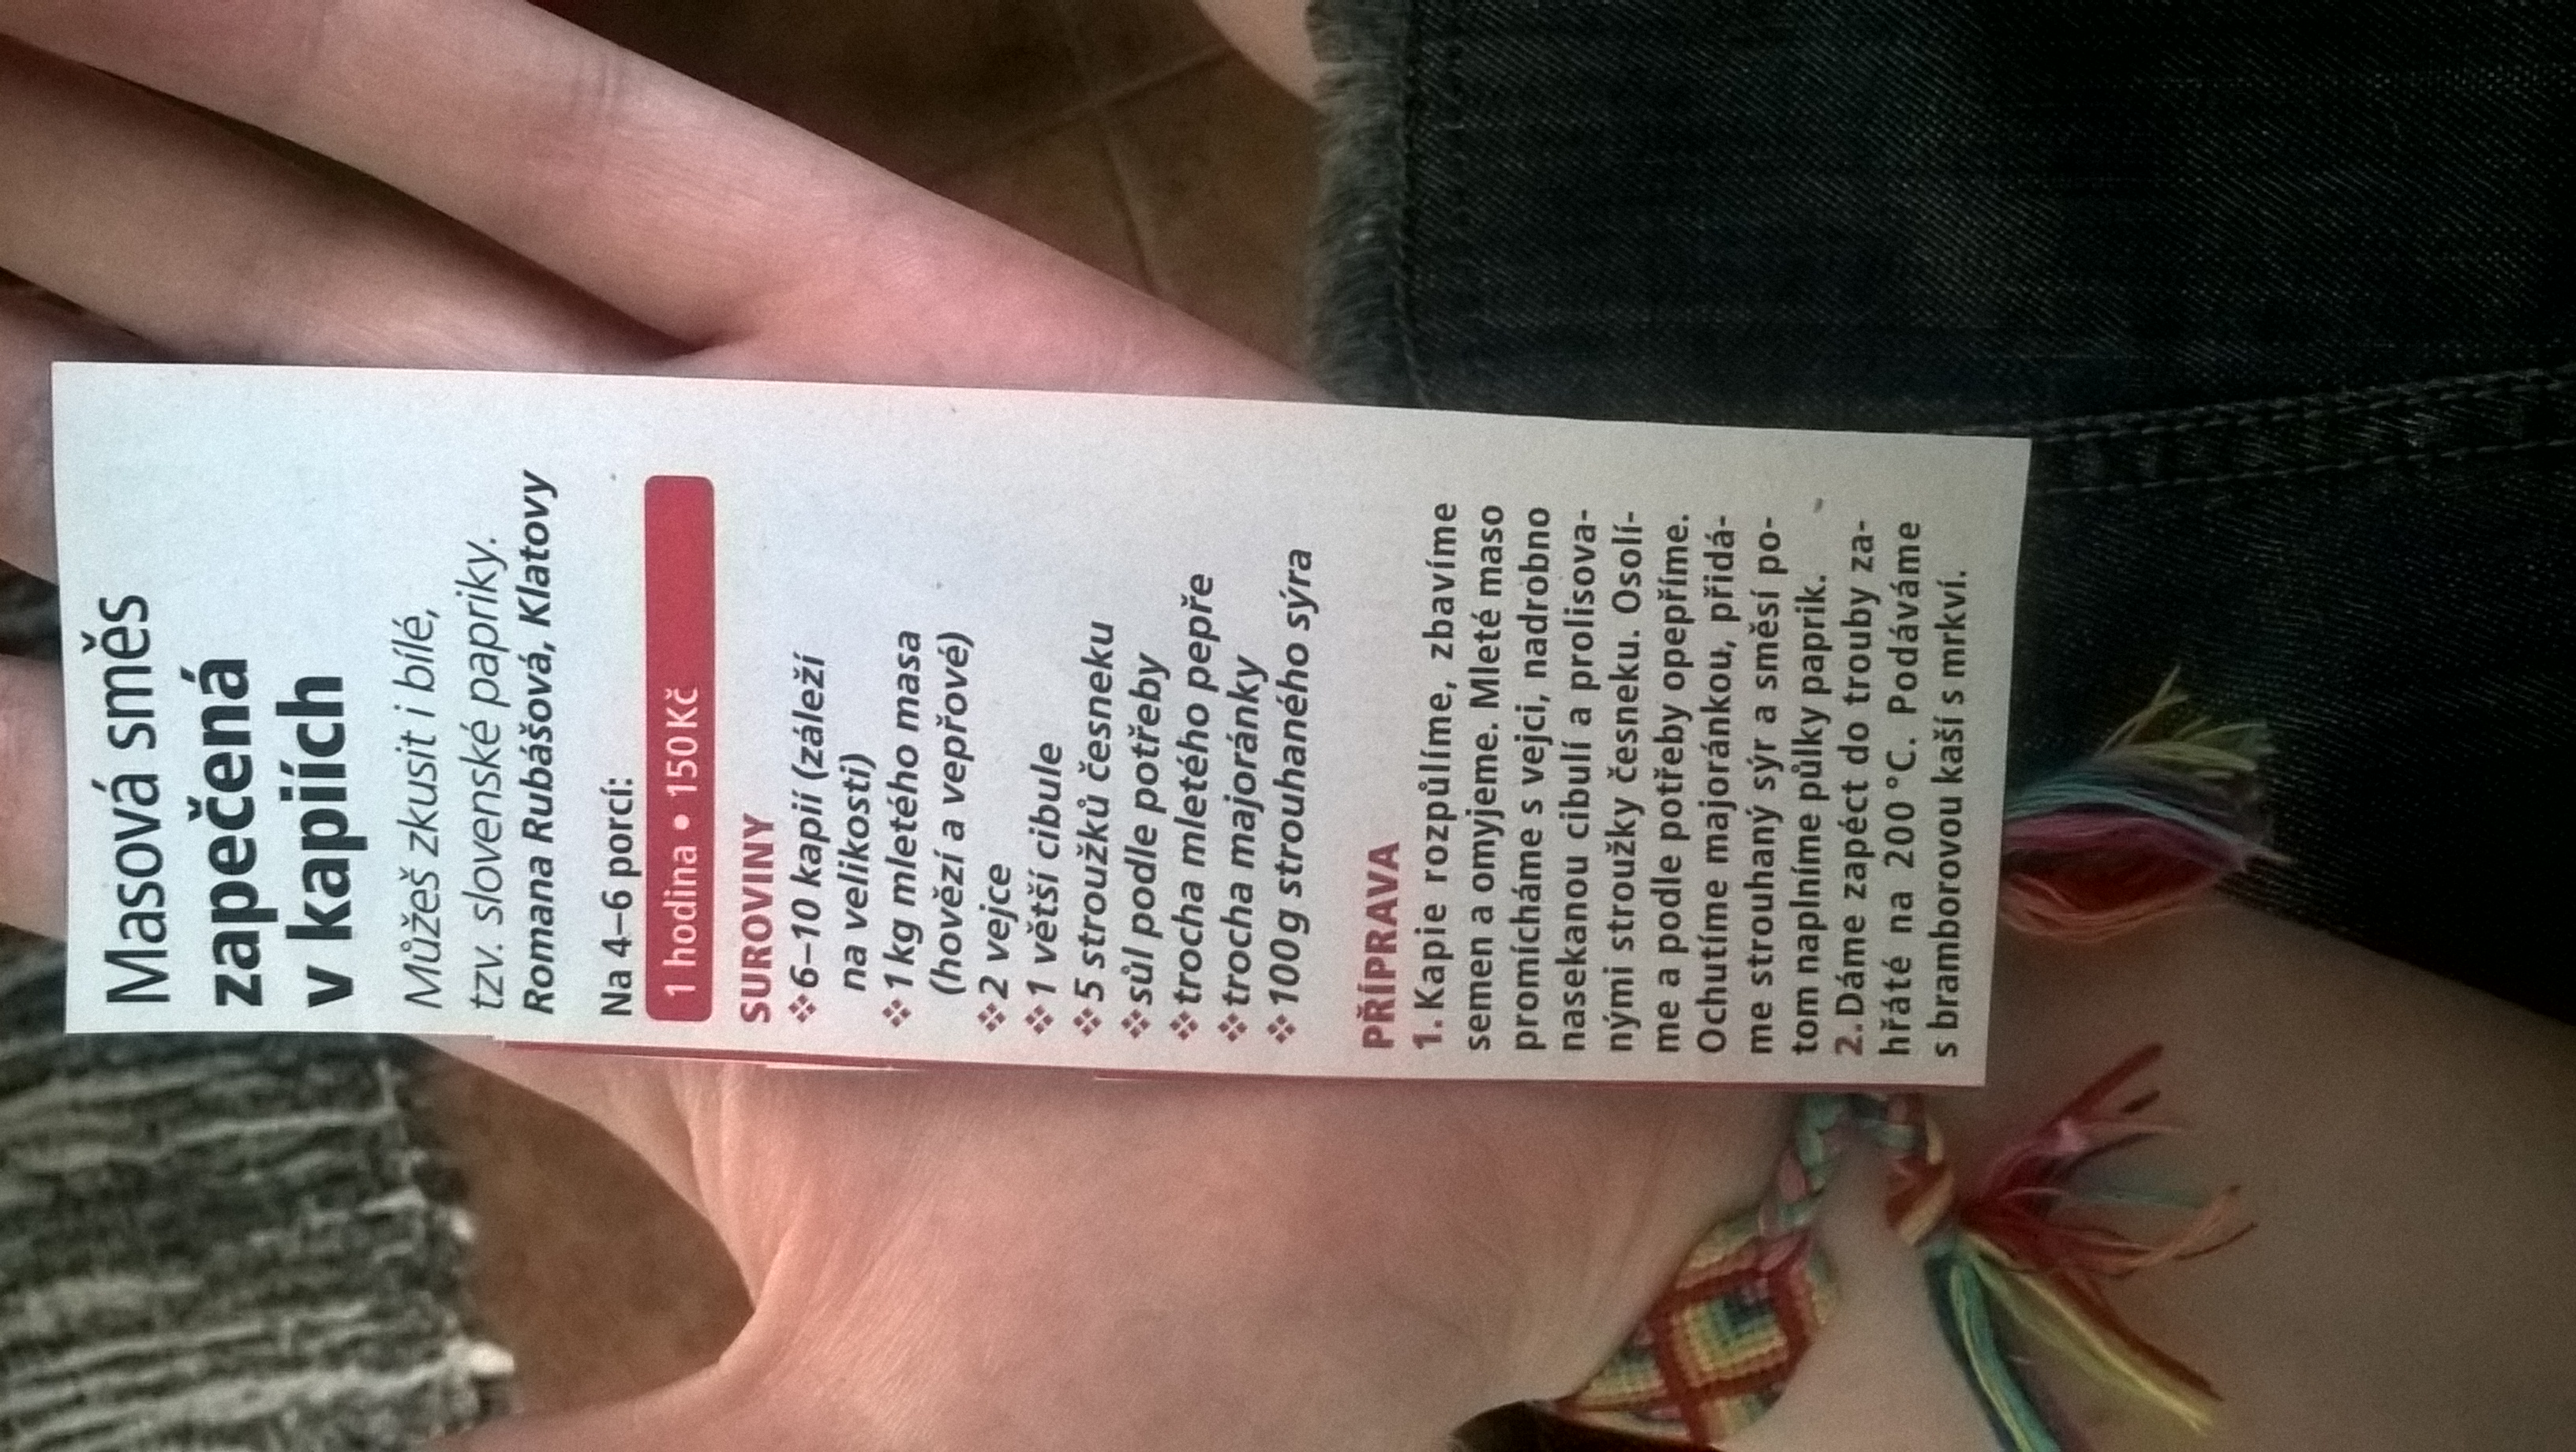 Masová směs
zapečená
v kapiích
Můžeš zkusit i bílé,
tzv. slovenské papriky.
Romana Rubášová, Klatovy
Na 4–6 porcí:
1 hodina • 150 Kč
SUROVINY
❖ 6–10 kapií (záleží
na velikosti)
❖ 1 kg mletého masa
(hovězí a vepřové)
❖ 2 vejce
❖ 1 větší cibule
❖ 5 stroužků česneku
❖ sůl podle potřeby
❖ trocha mletého pepře
❖ trocha majoránky
❖ 100 g strouhaného sýra
PŘÍPRAVA
1. Kapie rozpůlíme, zbavíme
semen a omyjeme. Mleté maso
promícháme s vejci, nadrobno
nasekanou cibulí a prolisova-
nými stroužky česneku. Osolí-
me a podle potřeby opepříme.
Ochutíme majoránkou, přidá-
me strouhaný sýr a směsí po-
tom naplníme půlky paprik.
2. Dáme zapéct do trouby za-
hřáté na 200 °C. Podáváme
s bramborovou kaší s mrkví.